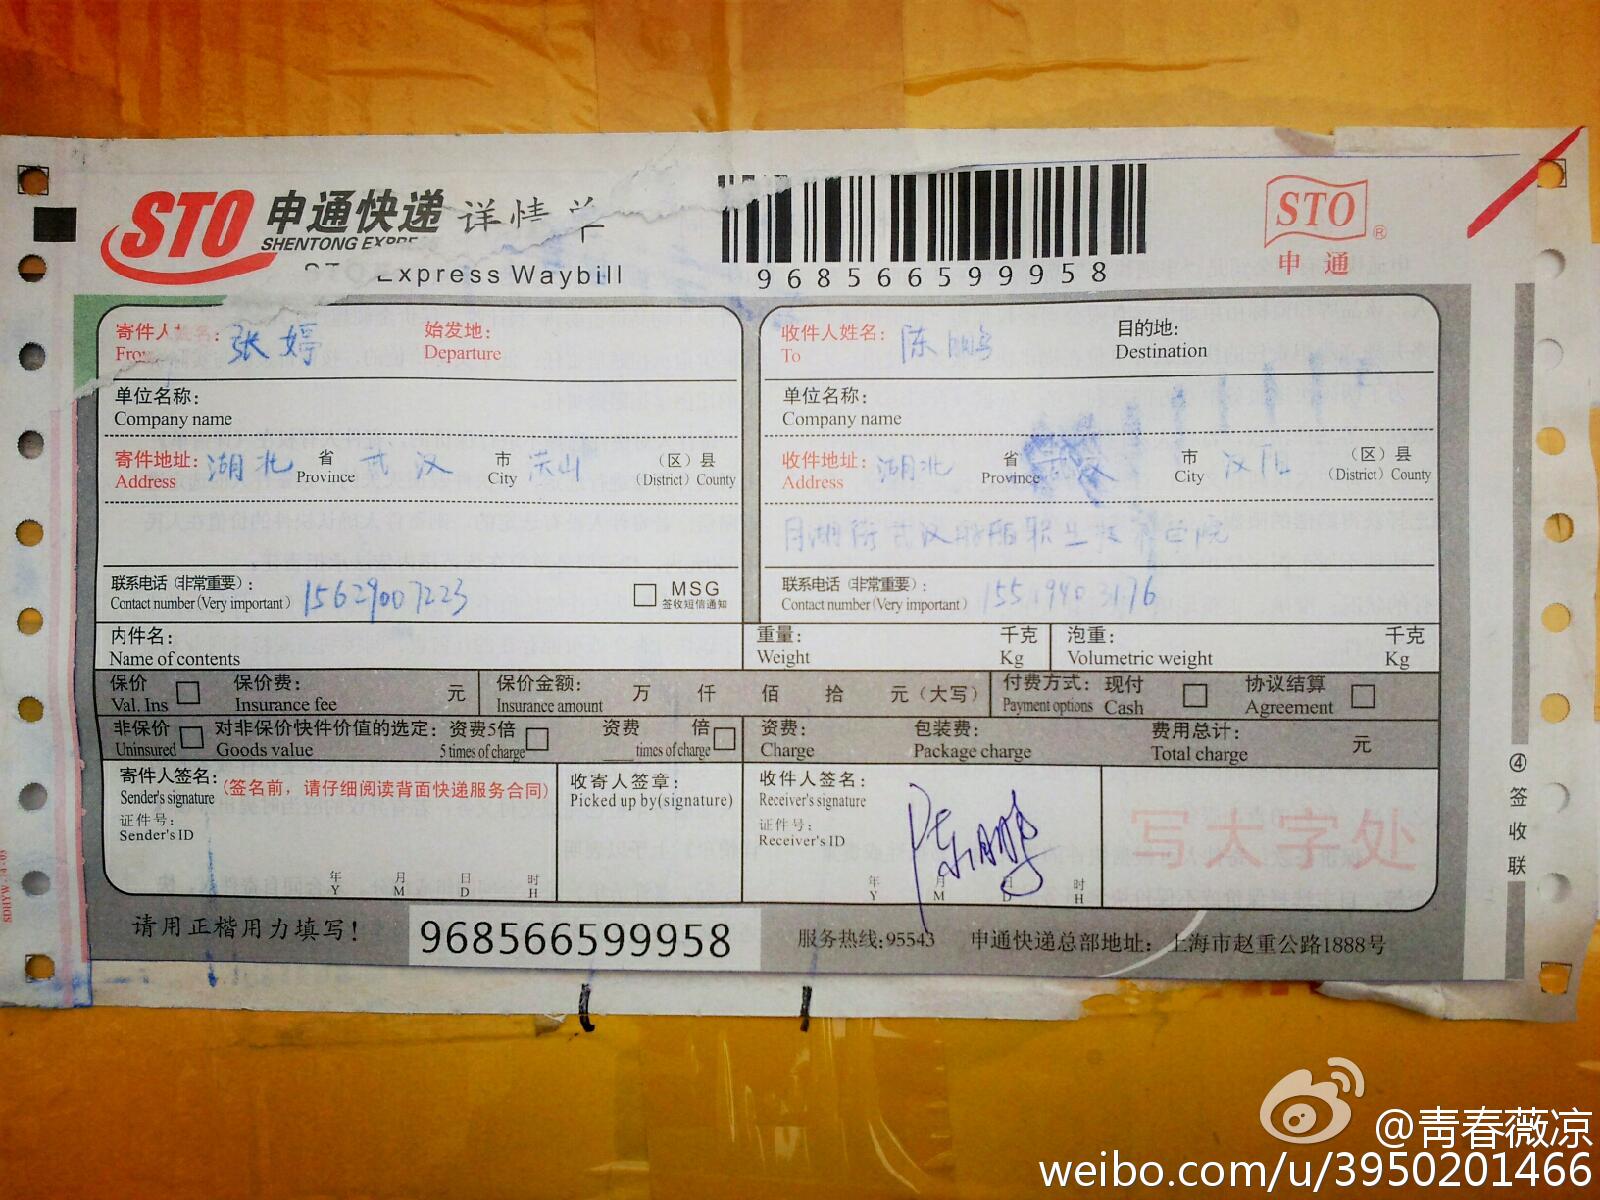 STO 申通快递 详情单
SHENTONG EXPRE
Express Waybill
968566599958
STO ®
申通
寄件人姓名: 张婷 始发地:
From Departure
收件人姓名: 陈鹏 目的地:
To Destination
单位名称:
Company name
单位名称:
Company name
寄件地址: 湖北 省 武汉 市 洪山 (区)县
Address Province City (District) County
收件地址: 湖北 省 汉 市 汉阳 (区)县
Address Province City (District) County
月湖街武汉船舶职业技术学院
联系电话(非常重要): 15629007223 MSG
Contact number(Very important) 签收短信通知
联系电话(非常重要):
Contact number(Very important)
内件名:
Name of contents
重量: 千克
Weight Kg
泡重: 千克
Volumetric weight Kg
保价 保价费: 元 保价金额: 万 仟 佰 拾 元(大写) 付费方式: 现付 协议结算
Val. Ins Insurance fee Insurance amount Payment options Cash Agreement
非保价 对非保价快件价值的选定: 资费5倍 资费 倍 资费: 包装费: 费用总计: 元
Uninsured Goods value 5 times of charge times of charge Charge Package charge Total charge
寄件人签名: (签名前，请仔细阅读背面快递服务合同)
Sender's signature
证件号:
Sender's ID
年 月 日 时
Y M D H
收寄人签章:
Picked up by(signature)
收件人签名:
Receiver's signature
陈鹏
证件号:
Receiver's ID
年 月 日 时
Y M D H
写大字处
④签收联
请用正楷用力填写!
968566599958
服务热线:95543 申通快递总部地址: 上海市赵重公路1888号
@青春薇凉
weibo.com/u/3950201466